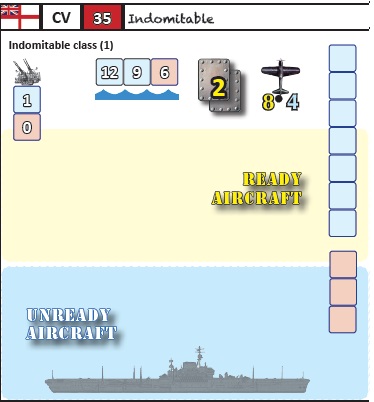 CV 35 Indomitable
Indomitable class (1)
12 9 6
2
8 4
1
0
READY
AIRCRAFT
UNREADY
AIRCRAFT